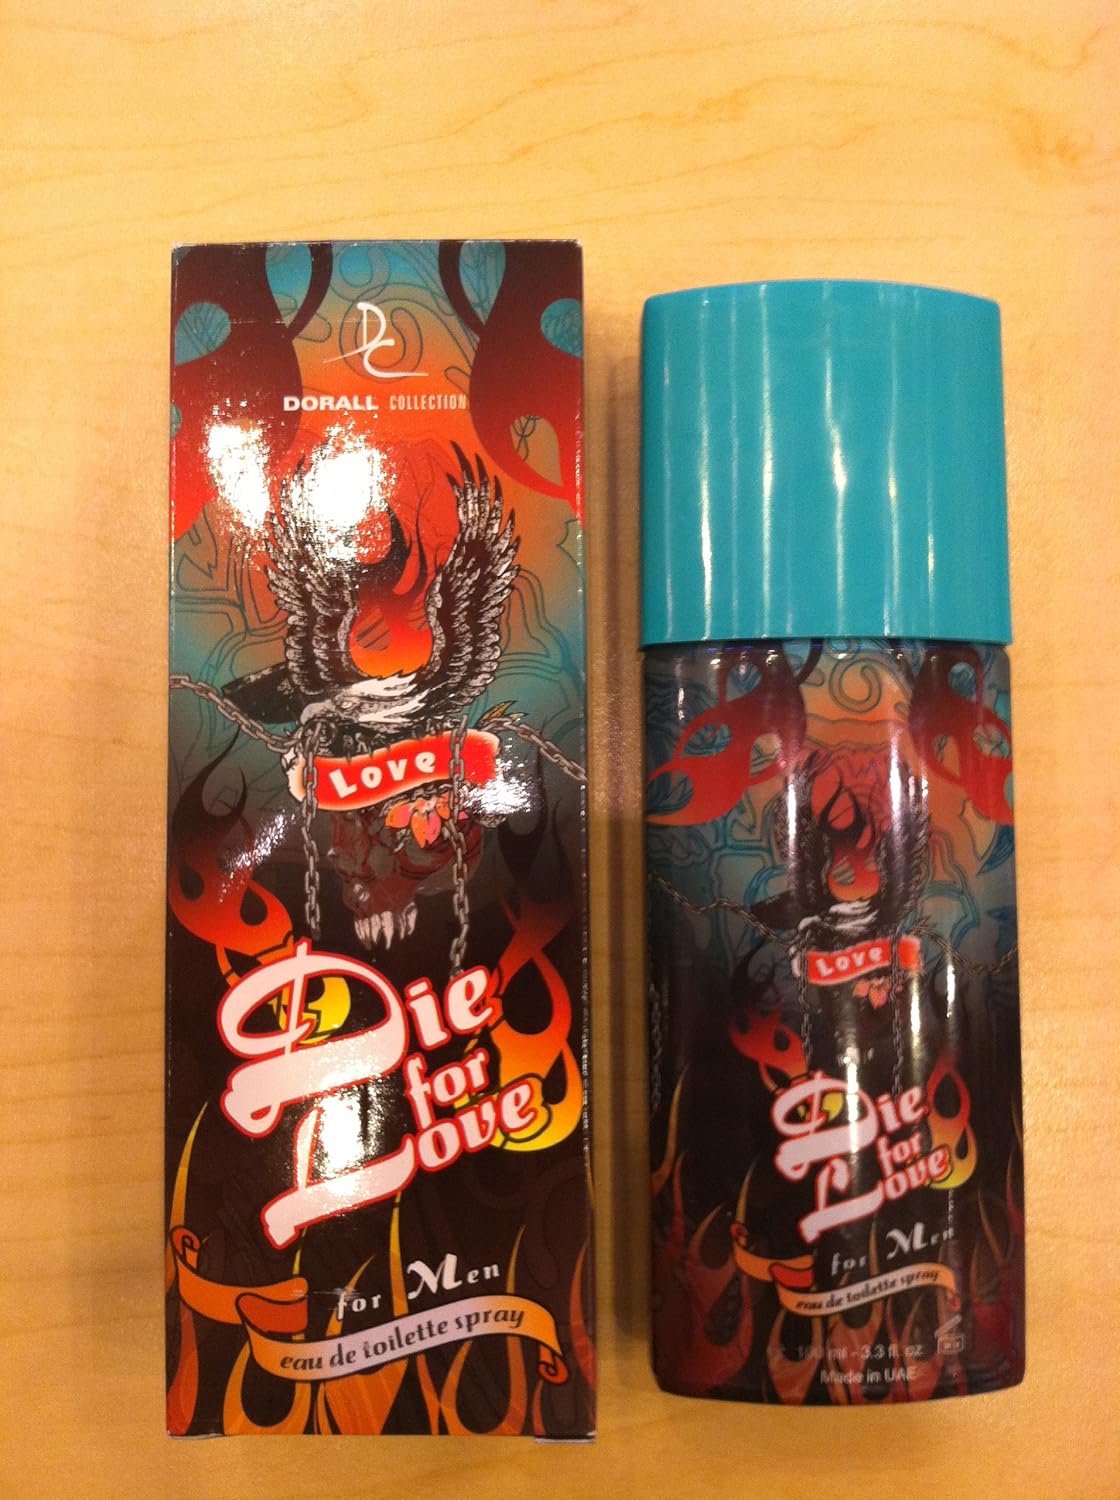 DC
DORALL COLLECTION
Love
Die
for
Love
for Men
eau de toilette spray
Love
Die
for
Love
for Men
eau de toilette spray
100 ml - 3.3 fl. oz
Made in UAE